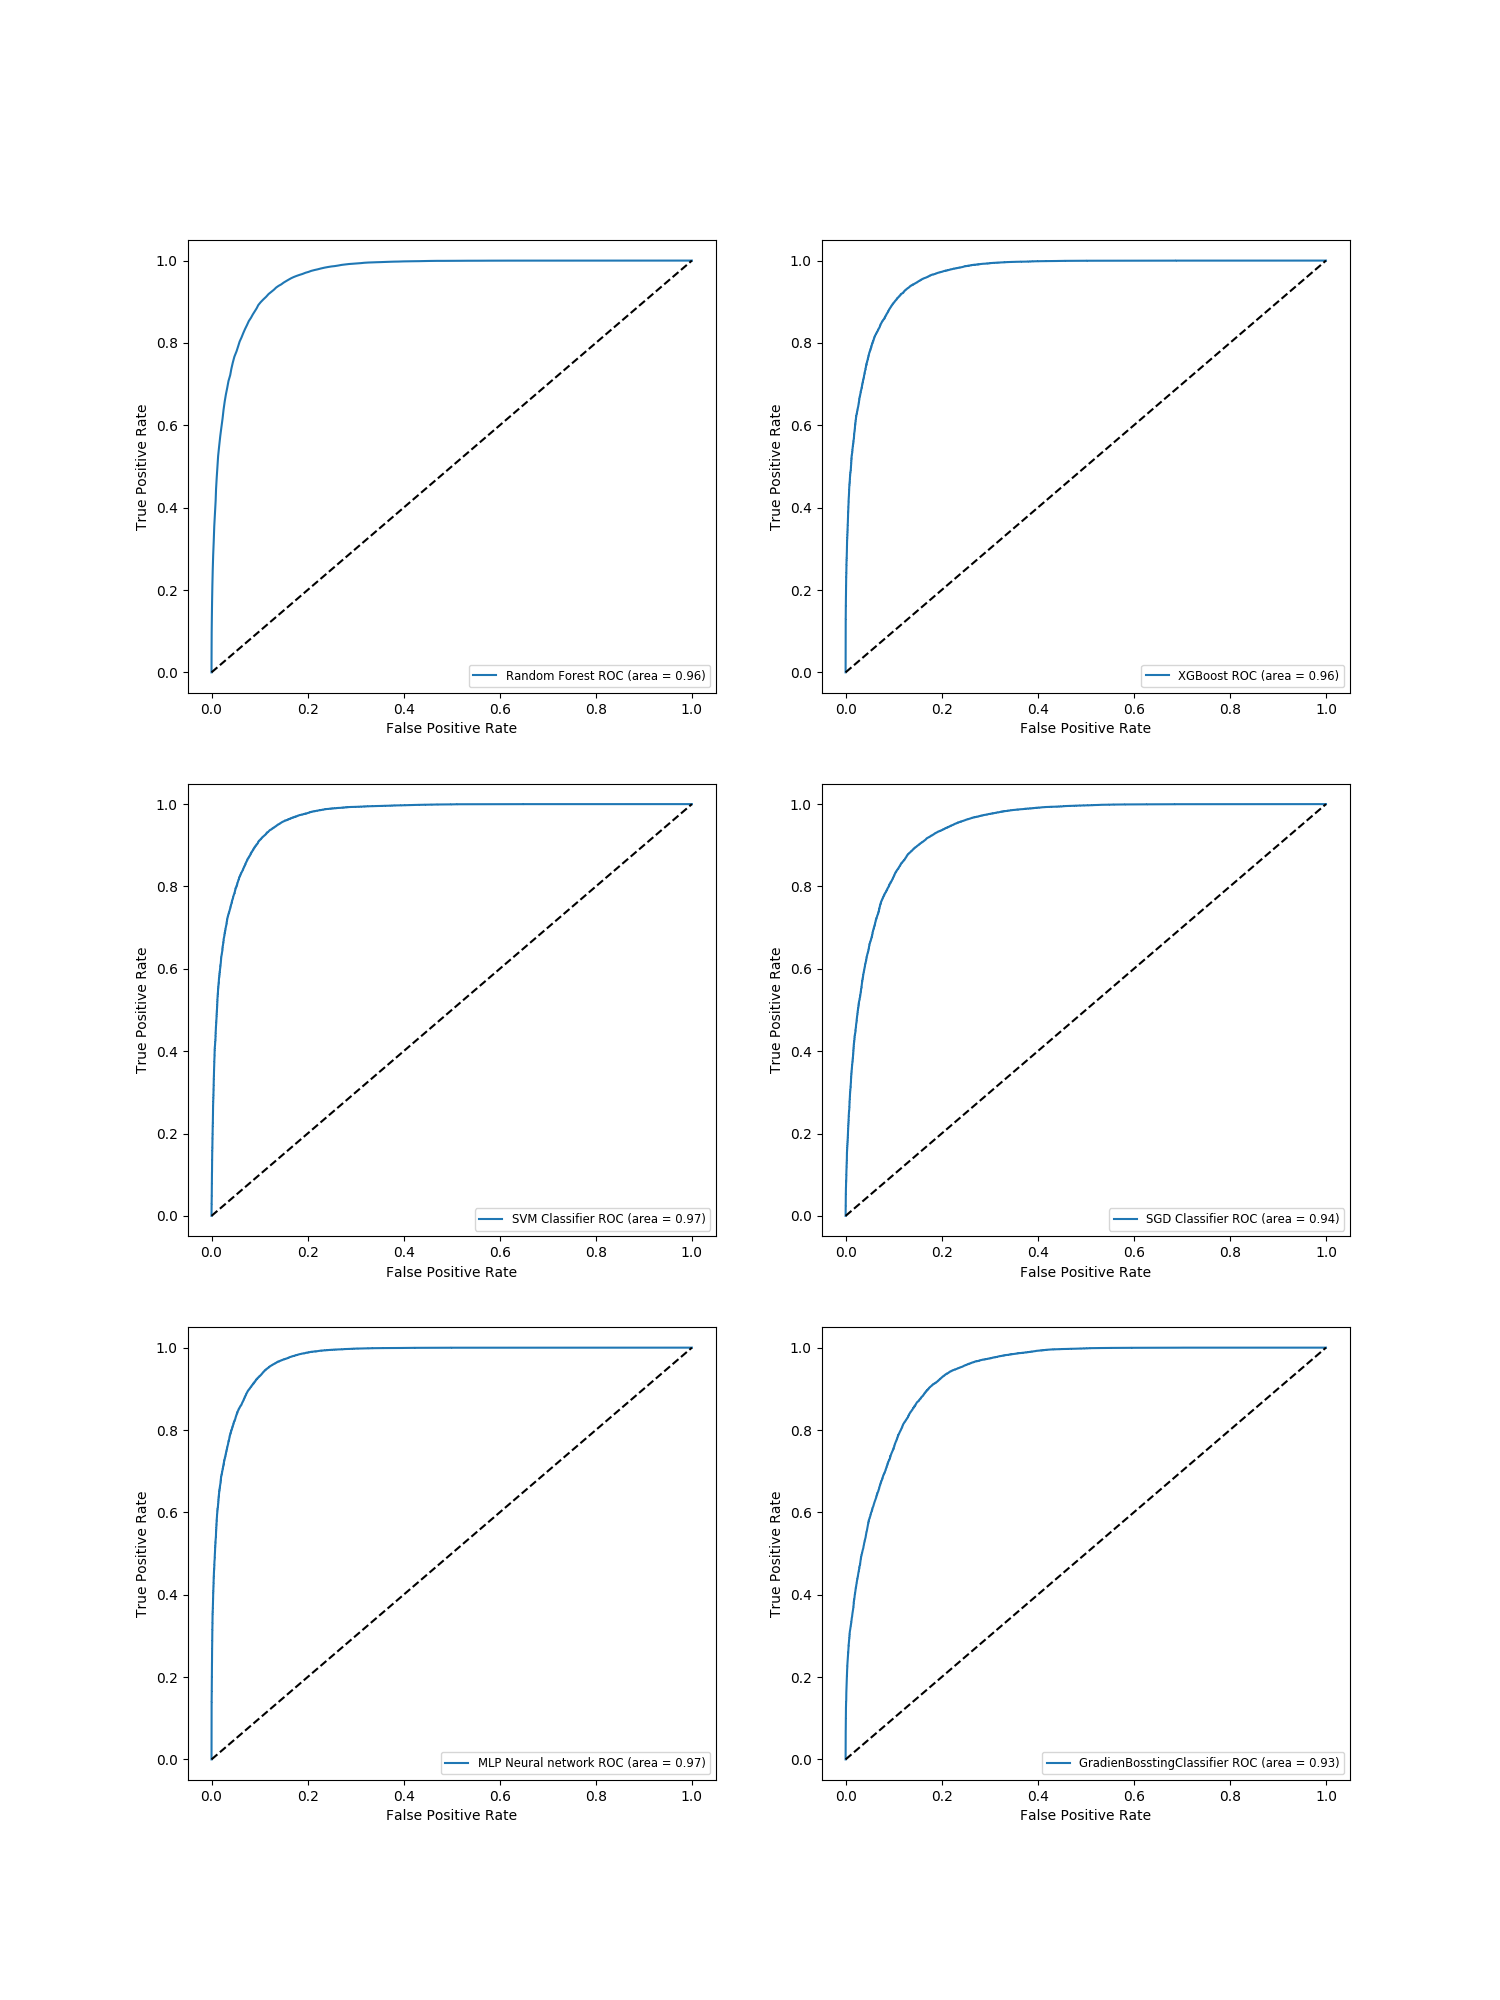 1.0
0.8
0.6
0.4
0.2
0.0
True Positive Rate
Random Forest ROC (area = 0.96)
0.0 0.2 0.4 0.6 0.8 1.0
False Positive Rate
1.0
0.8
0.6
0.4
0.2
0.0
True Positive Rate
XGBoost ROC (area = 0.96)
0.0 0.2 0.4 0.6 0.8 1.0
False Positive Rate
1.0
0.8
0.6
0.4
0.2
0.0
True Positive Rate
SVM Classifier ROC (area = 0.97)
0.0 0.2 0.4 0.6 0.8 1.0
False Positive Rate
1.0
0.8
0.6
0.4
0.2
0.0
True Positive Rate
SGD Classifier ROC (area = 0.94)
0.0 0.2 0.4 0.6 0.8 1.0
False Positive Rate
1.0
0.8
0.6
0.4
0.2
0.0
True Positive Rate
MLP Neural network ROC (area = 0.97)
0.0 0.2 0.4 0.6 0.8 1.0
False Positive Rate
1.0
0.8
0.6
0.4
0.2
0.0
True Positive Rate
GradienBosstingClassifier ROC (area = 0.93)
0.0 0.2 0.4 0.6 0.8 1.0
False Positive Rate